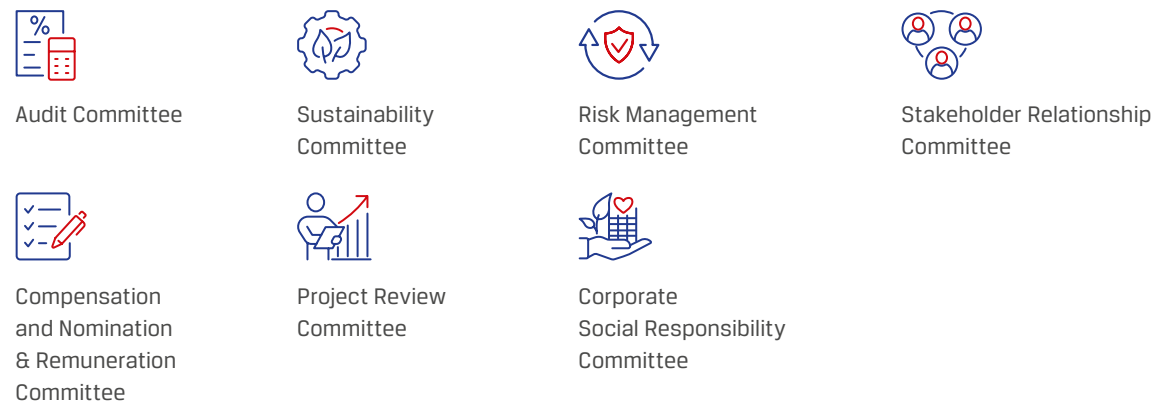 %
Audit Committee
Sustainability
Committee
Risk Management
Committee
Stakeholder Relationship
Committee
Compensation
and Nomination
& Remuneration
Committee
Project Review
Committee
Corporate
Social Responsibility
Committee